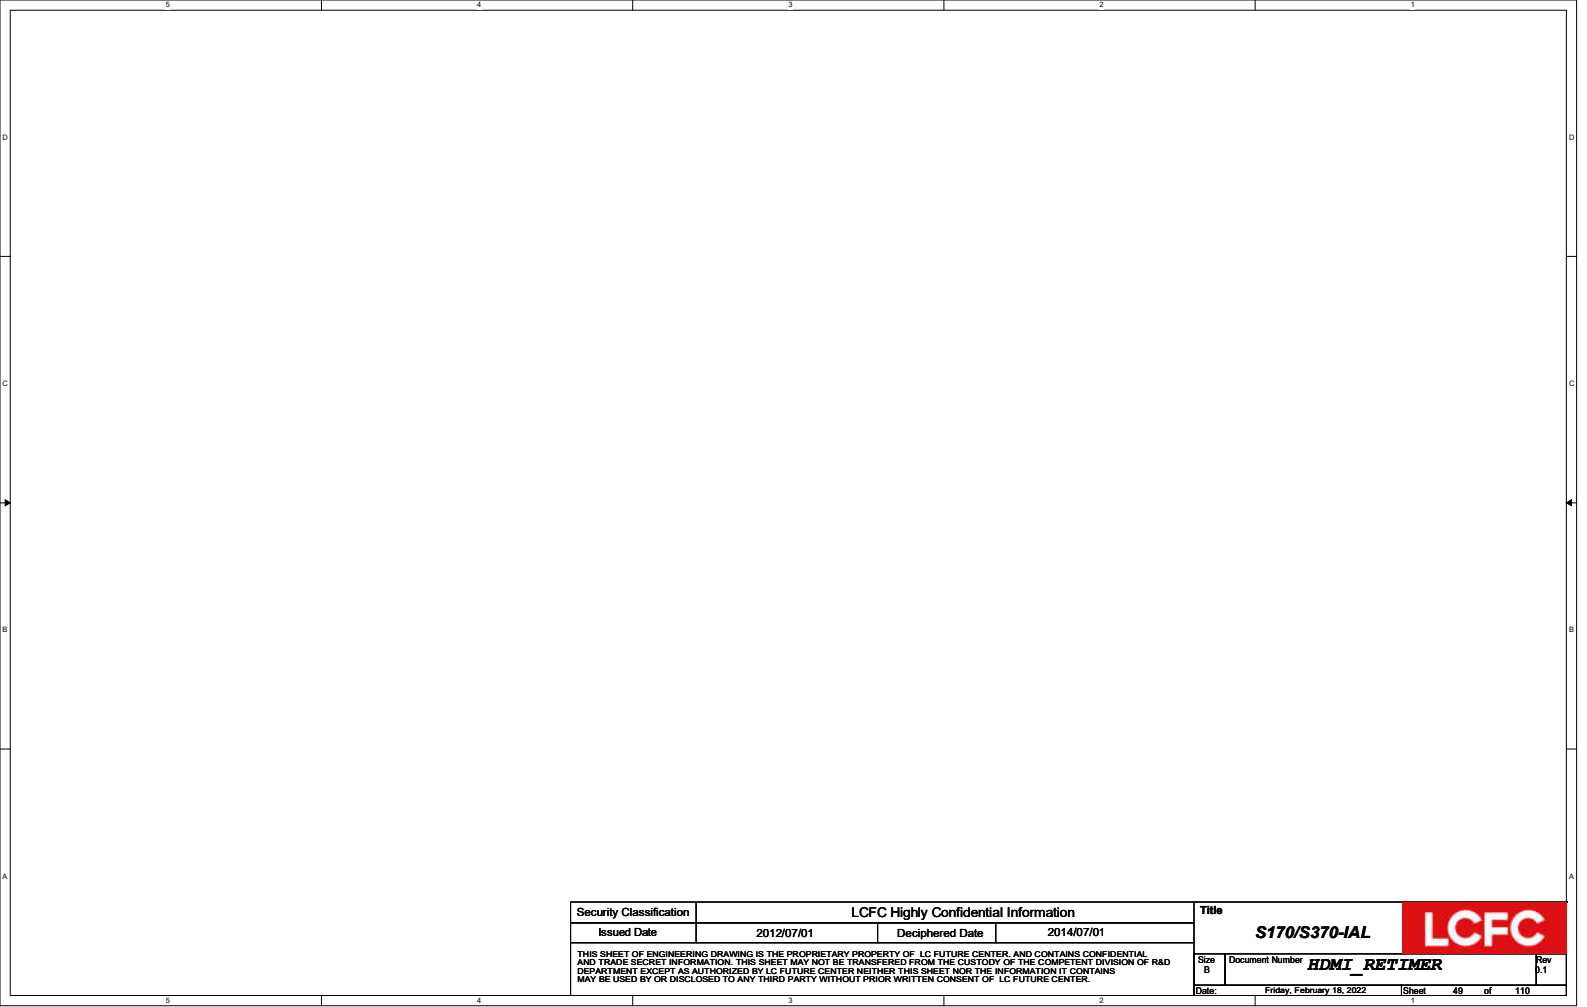 5 4 3 2 1
D D
C C
B B
A A
Security Classification LCFC Highly Confidential Information
Issued Date 2012/07/01 Deciphered Date 2014/07/01
THIS SHEET OF ENGINEERING DRAWING IS THE PROPRIETARY PROPERTY OF LC FUTURE CENTER. AND CONTAINS CONFIDENTIAL
AND TRADE SECRET INFORMATION. THIS SHEET MAY NOT BE TRANSFERED FROM THE CUSTODY OF THE COMPETENT DIVISION OF R&D
DEPARTMENT EXCEPT AS AUTHORIZED BY LC FUTURE CENTER NEITHER THIS SHEET NOR THE INFORMATION IT CONTAINS
MAY BE USED BY OR DISCLOSED TO ANY THIRD PARTY WITHOUT PRIOR WRITTEN CONSENT OF LC FUTURE CENTER.
Title
S170/S370-IAL
LCFC
Size Document Number HDMI_RETIMER Rev
B 0.1
Date: Friday, February 18, 2022 Sheet 49 of 110
5 4 3 2 1